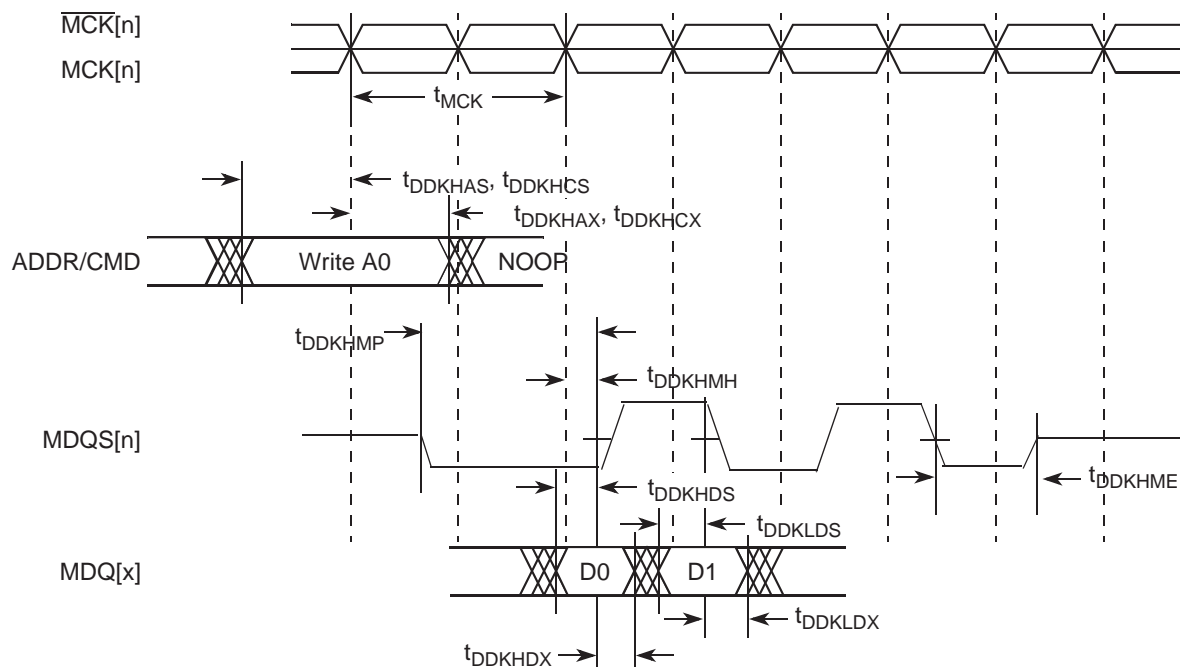 MCK[n]
MCK[n]
tMCK
tDDKHAS, tDDKHCS
tDDKHAX, tDDKHCX
ADDR/CMD
Write A0
NOOP
tDDKHMP
tDDKHMH
MDQS[n]
tDDKHDS
tDDKHME
tDDKLDS
MDQ[x]
D0
D1
tDDKLDX
tDDKHDX